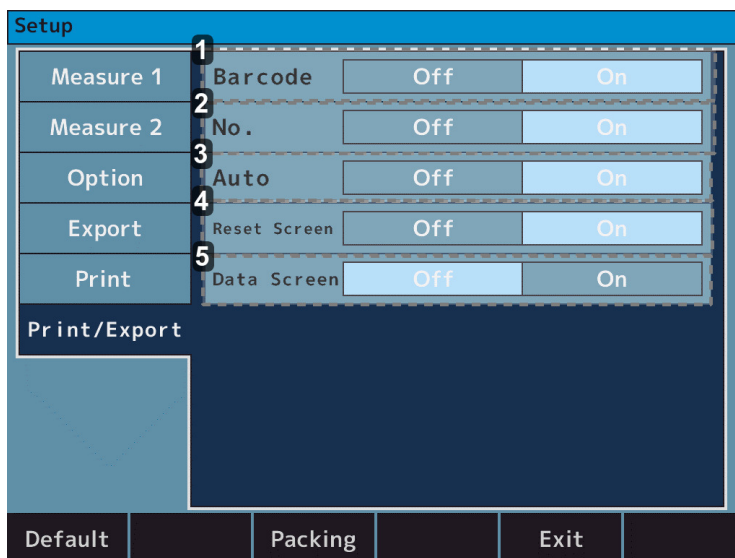 Setup
Measure 1
Measure 2
Option
Export
Print
Print/Export
1 Barcode Off On
2 No. Off On
3 Auto Off On
4 Reset Screen Off On
5 Data Screen Off On
Default Packing Exit